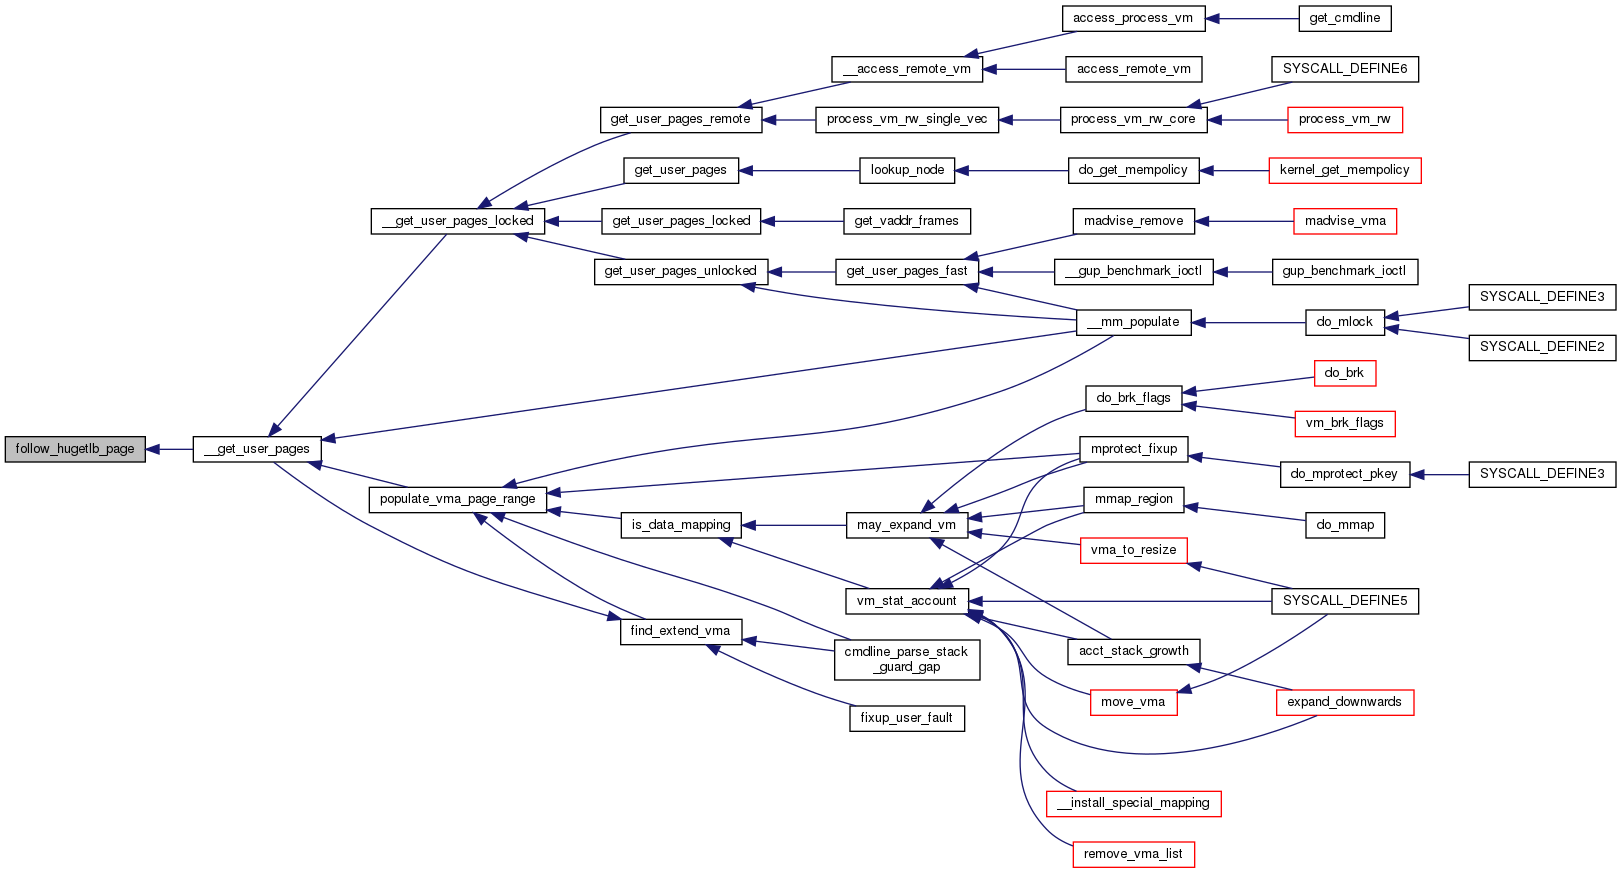 access_process_vm
get_cmdline
__access_remote_vm
access_remote_vm
SYSCALL_DEFINE6
get_user_pages_remote
process_vm_rw_single_vec
process_vm_rw_core
process_vm_rw
get_user_pages
lookup_node
do_get_mempolicy
kernel_get_mempolicy
__get_user_pages_locked
get_user_pages_locked
get_vaddr_frames
madvise_remove
madvise_vma
get_user_pages_unlocked
get_user_pages_fast
__gup_benchmark_ioctl
gup_benchmark_ioctl
SYSCALL_DEFINE3
__mm_populate
do_mlock
SYSCALL_DEFINE2
do_brk
do_brk_flags
vm_brk_flags
follow_hugetlb_page
__get_user_pages
mprotect_fixup
do_mprotect_pkey
SYSCALL_DEFINE3
populate_vma_page_range
mmap_region
is_data_mapping
may_expand_vm
do_mmap
vma_to_resize
vm_stat_account
SYSCALL_DEFINE5
find_extend_vma
cmdline_parse_stack
_guard_gap
acct_stack_growth
move_vma
expand_downwards
fixup_user_fault
__install_special_mapping
remove_vma_list